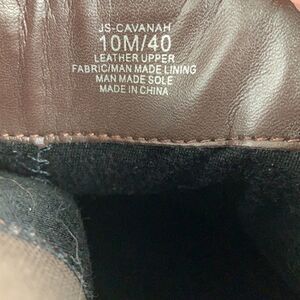 JS-CAVANAH
10M/40
LEATHER UPPER
FABRIC/MAN MADE LINING
MAN MADE SOLE
MADE IN CHINA